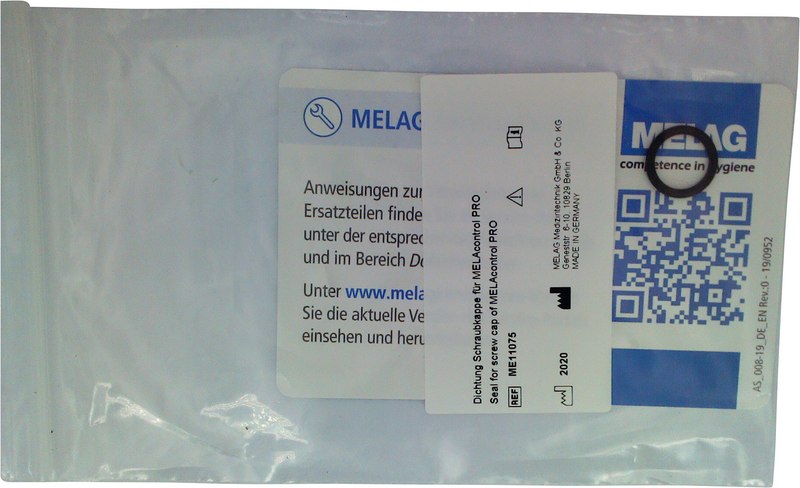 MELAG
Anweisungen zur
Ersatzteilen finde
unter der entsprec
und im Bereich Do
Unter www.mela
Sie die aktuelle Ve
einsehen und heru
Dichtung Schraubkappe für MELAcontrol PRO
Seal for screw cap of MELAcontrol PRO
REF ME11075
2020
MELAG Medizintechnik GmbH & Co. KG
Geneststr. 6-10, 10829 Berlin
MADE IN GERMANY
MELAG
competence in hygiene
AS_008-19_DE_EN Rev.:0 - 19/0952